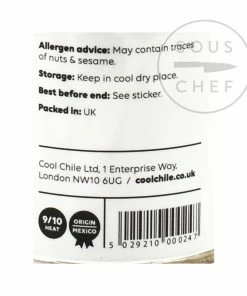 SOUS
CHEF
Allergen advice: May contain traces
of nuts & sesame.
Storage: Keep in cool dry place.
Best before end: See sticker.
Packed in: UK
Cool Chile Ltd, 1 Enterprise Way,
London NW10 6UG / coolchile.co.uk
9/10
HEAT
ORIGIN
MEXICO
5 029210 000247